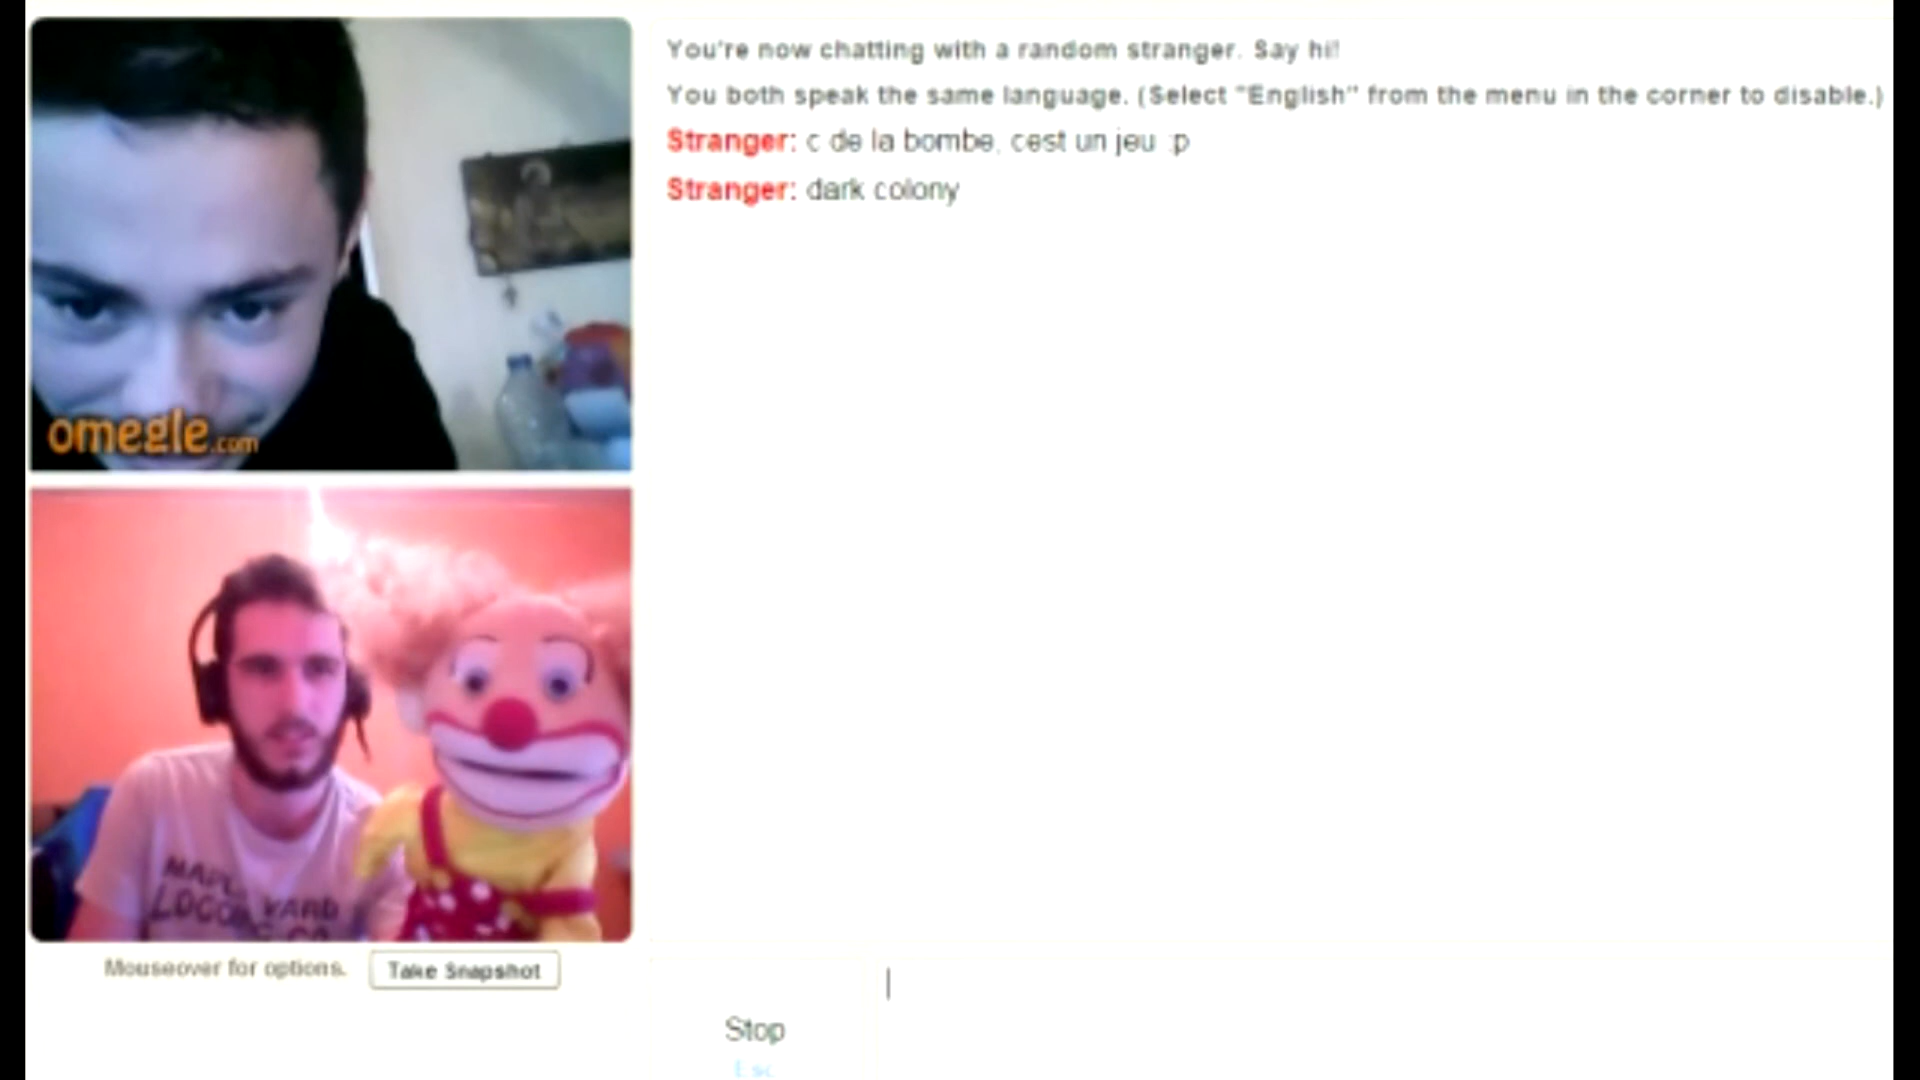 You're now chatting with a random stranger. Say hi!
You both speak the same language. (Select "English" from the menu in the corner to disable.)
Stranger: c de la bombe, cest un jeu :p
Stranger: dark colony
omegle.com
Mouseover for options.
Take Snapshot
Stop
Esc